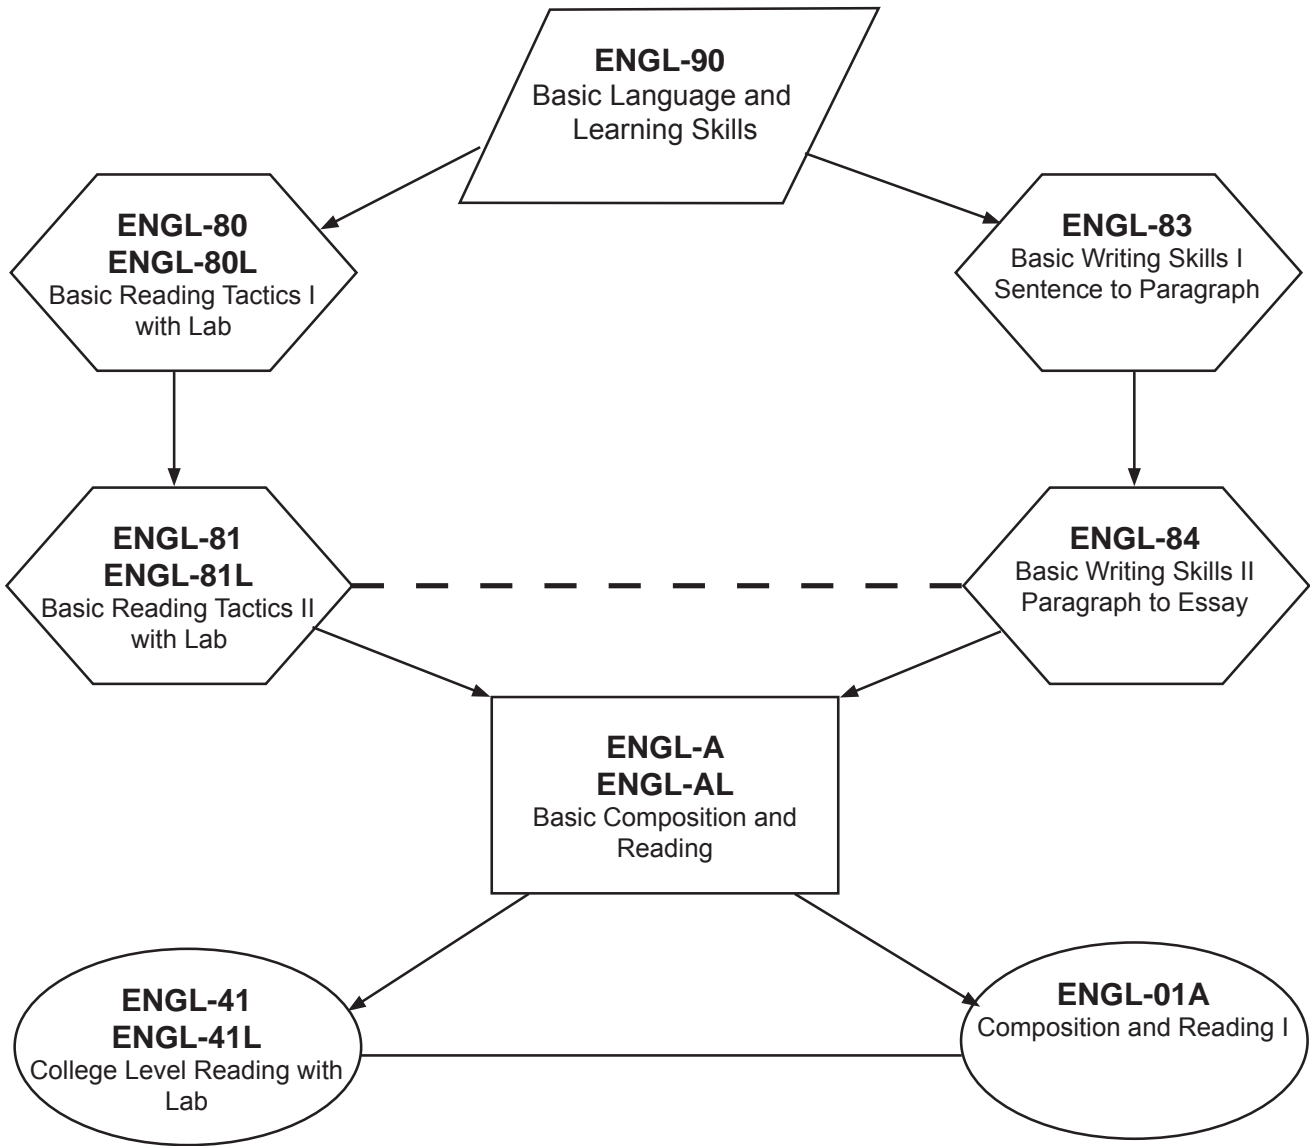 ENGL-90
Basic Language and
Learning Skills
ENGL-80
ENGL-80L
Basic Reading Tactics I
with Lab
ENGL-83
Basic Writing Skills I
Sentence to Paragraph
ENGL-81
ENGL-81L
Basic Reading Tactics II
with Lab
ENGL-84
Basic Writing Skills II
Paragraph to Essay
ENGL-A
ENGL-AL
Basic Composition and
Reading
ENGL-41
ENGL-41L
College Level Reading with
Lab
ENGL-01A
Composition and Reading I